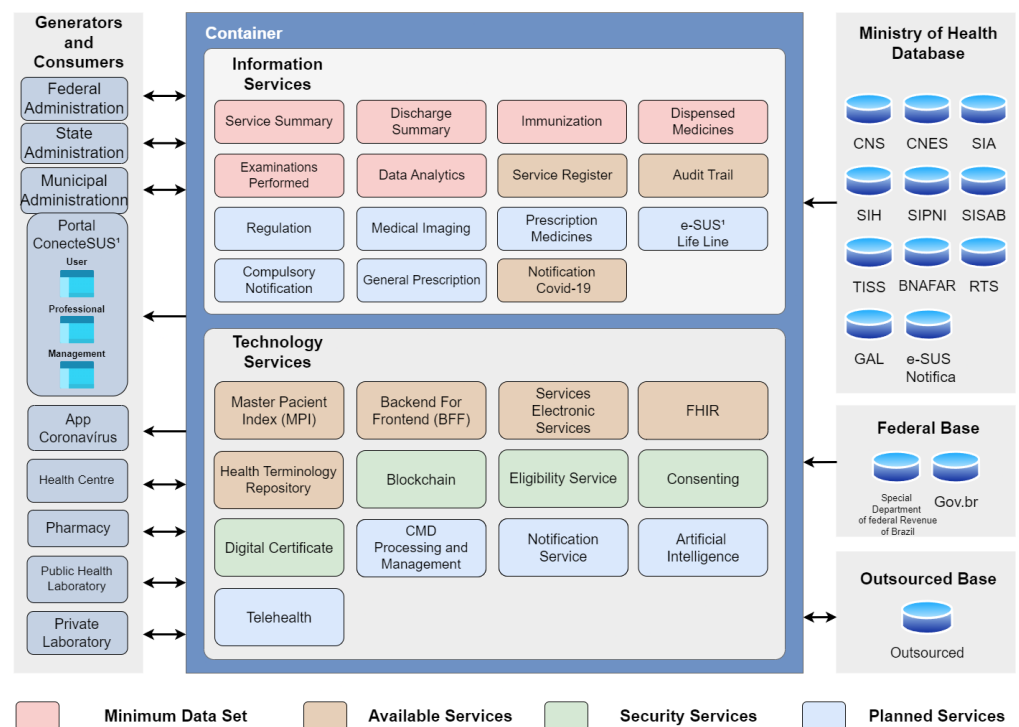 Generators
and
Consumers
Federal
Administration
State
Administration
Municipal
Administrationn
Portal
ConecteSUS¹
User
Professional
Management
App
Coronavírus
Health Centre
Pharmacy
Public Health
Laboratory
Private
Laboratory
Container
Information
Services
Service Summary
Discharge
Summary
Immunization
Dispensed
Medicines
Examinations
Performed
Data Analytics
Service Register
Audit Trail
Regulation
Medical Imaging
Prescription
Medicines
e-SUS¹
Life Line
Compulsory
Notification
General Prescription
Notification
Covid-19
Technology
Services
Master Pacient
Index (MPI)
Backend For
Frontend (BFF)
Services
Electronic
Services
FHIR
Health Terminology
Repository
Blockchain
Eligibility Service
Consenting
Digital Certificate
CMD
Processing and
Management
Notification
Service
Artificial
Intelligence
Telehealth
Ministry of Health
Database
CNS CNES SIA
SIH SIPNI SISAB
TISS BNAFAR RTS
GAL e-SUS
Notifica
Federal Base
Special
Department
of federal Revenue
of Brazil
Gov.br
Outsourced Base
Outsourced
Minimum Data Set Available Services Security Services Planned Services